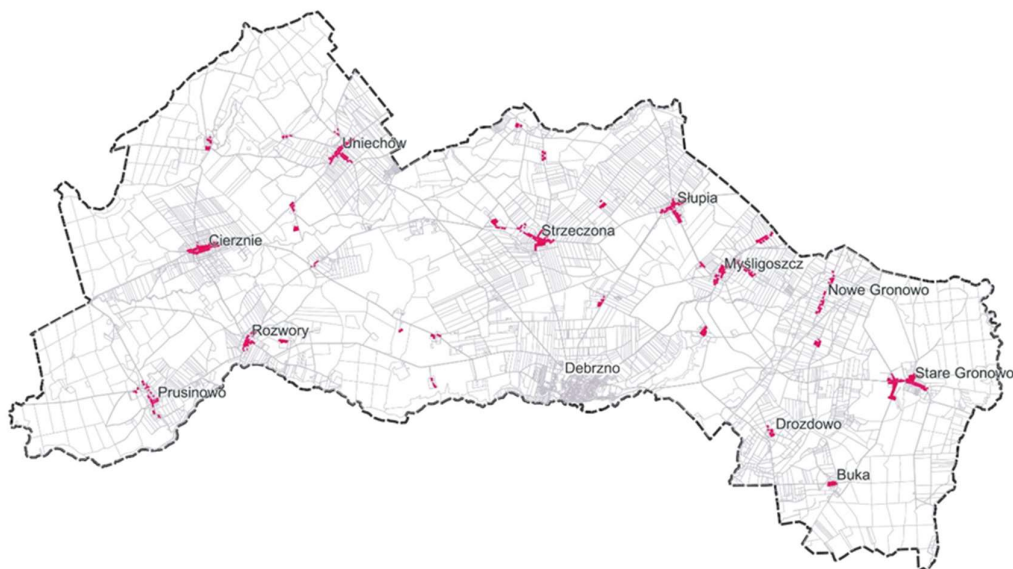 Uniechów
Słupia
Strzeczona
Cierznie
Myśligoszcz
Nowe Gronowo
Rozwory
Debrzno
Stare Gronowo
Prusinowo
Drozdowo
Buka